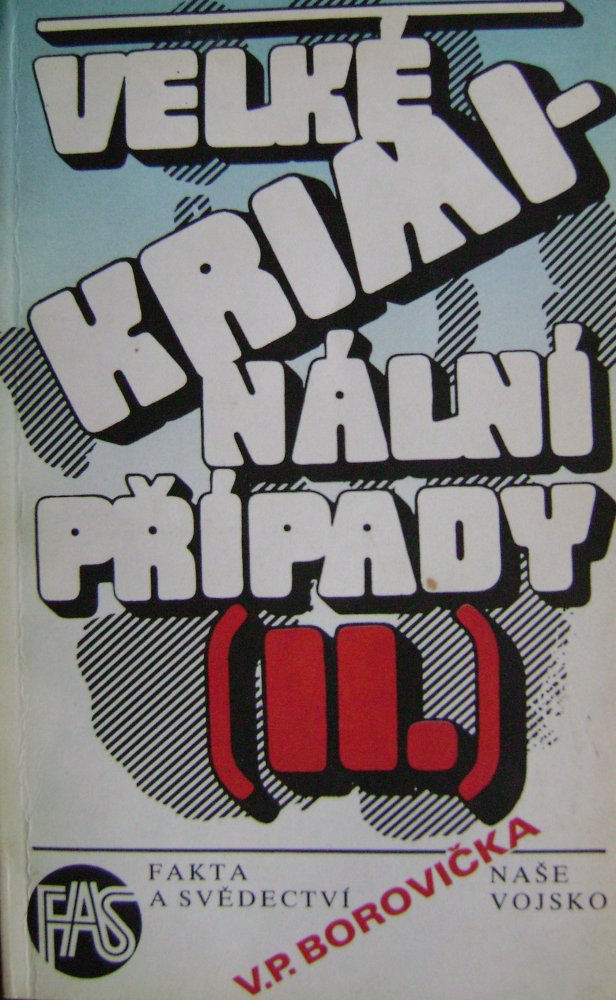 VELKÉ
KRIMI-
NÁLNÍ
PŘÍPADY
(II.)
FAKTA
A SVĚDECTVÍ
NAŠE
VOJSKO
V.P. BOROVIČKA
FAS